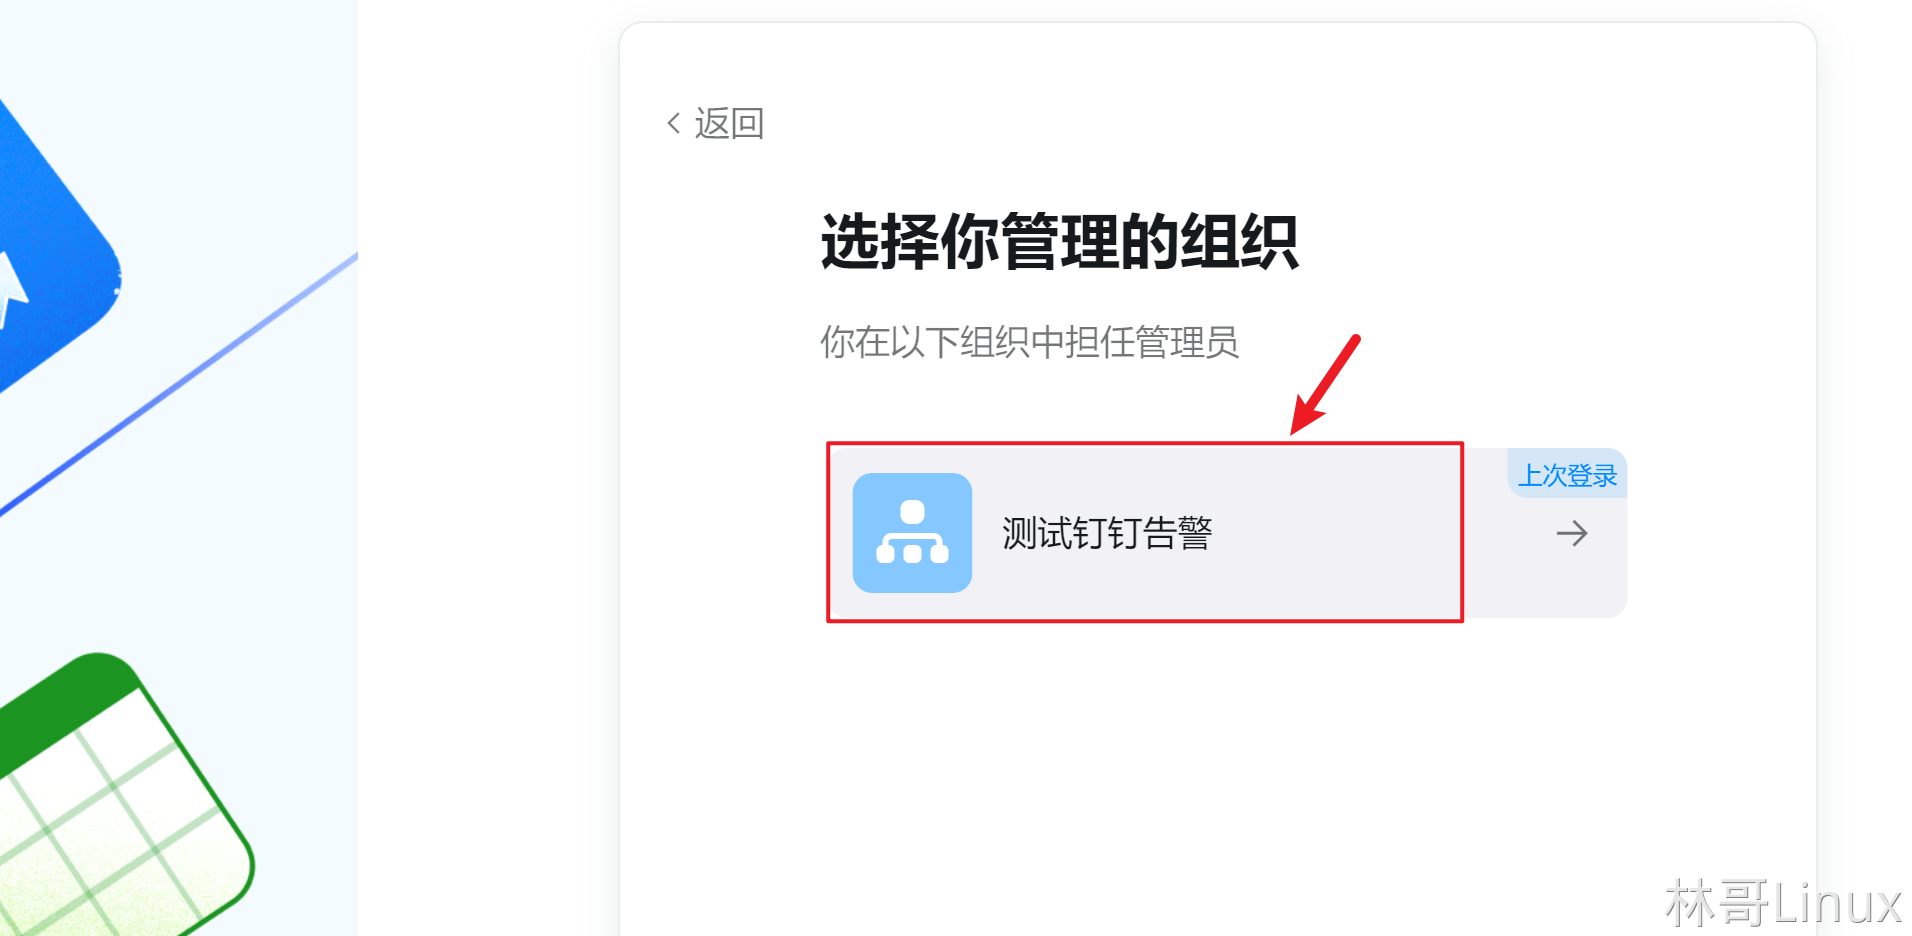 返回
选择你管理的组织
你在以下组织中担任管理员
上次登录
测试钉钉告警
林哥Linux